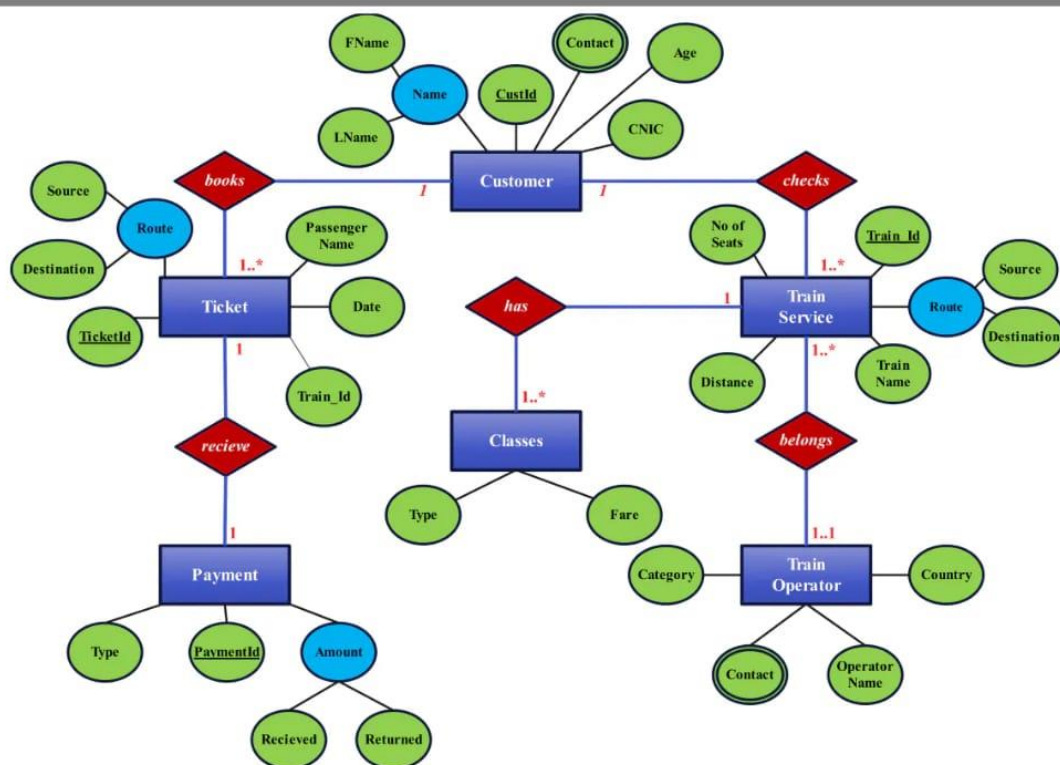 FName
Contact
Age
Name
CustId
LName
CNIC
books
1
Customer
1
checks
Source
Route
Passenger
Name
No of
Seats
Train_Id
Source
Destination
1..*
1..*
Ticket
Date
has
1
Train
Service
Route
TicketId
1
Train_Id
Distance
1..*
Train
Name
Destination
1..*
recieve
Classes
belongs
Type
Fare
1
1..1
Payment
Category
Train
Operator
Country
Type
PaymentId
Amount
Contact
Operator
Name
Recieved
Returned